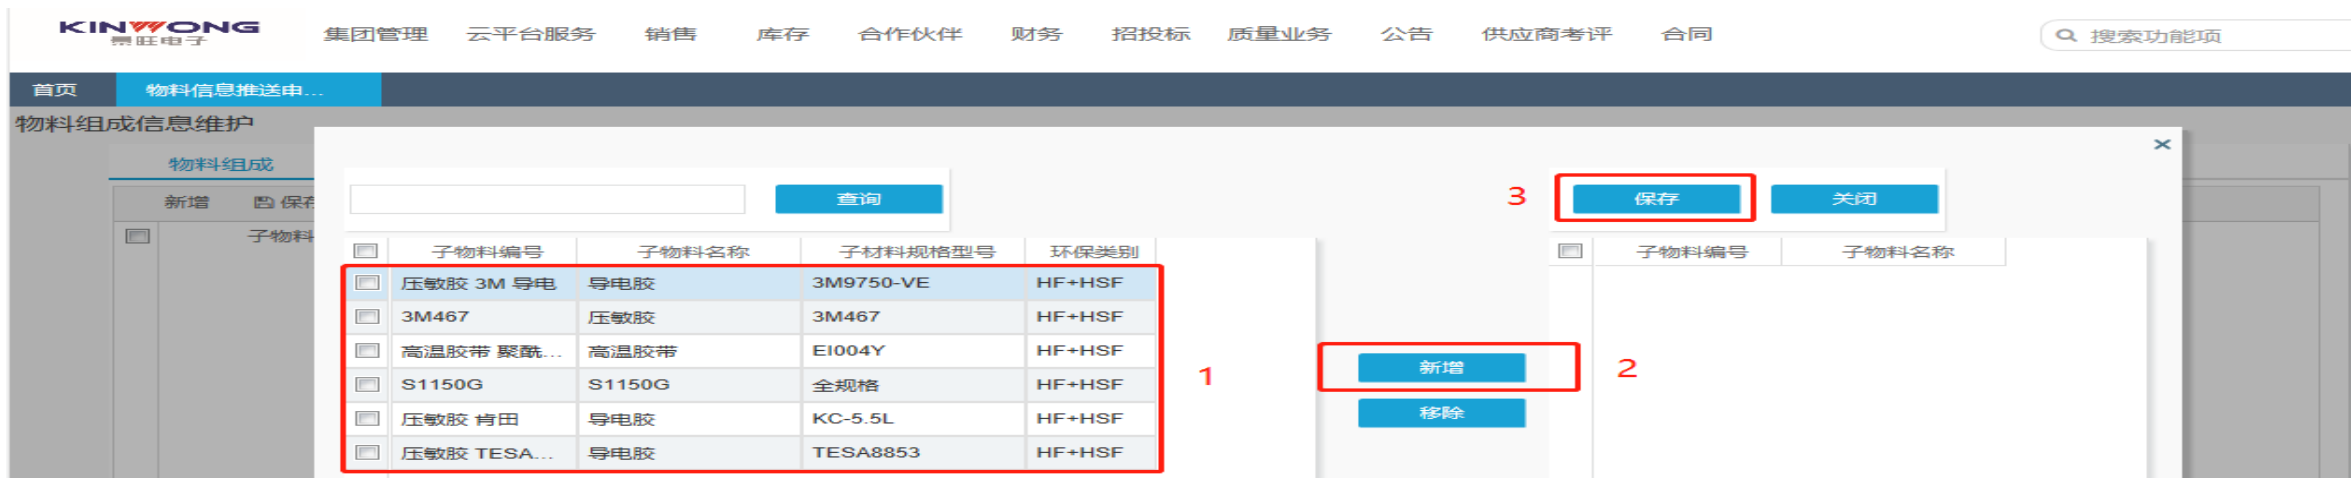 KINWONG
景旺电子
集团管理 云平台服务 销售 库存 合作伙伴 财务 招投标 质量业务 公告 供应商考评 合同
搜索功能项
首页 物料信息推送申...
物料组成信息维护
×
物料组成
查询 3 保存 关闭
新增 保存
子物料
子物料编号 子物料名称 子材料规格型号 环保类别 子物料编号 子物料名称
压敏胶 3M 导电 导电胶 3M9750-VE HF+HSF
3M467 压敏胶 3M467 HF+HSF
高温胶带 聚酰... 高温胶带 EI004Y HF+HSF
新增 2
1
S1150G S1150G 全规格 HF+HSF
压敏胶 肯田 导电胶 KC-5.5L HF+HSF
移除
压敏胶 TESA... 导电胶 TESA8853 HF+HSF